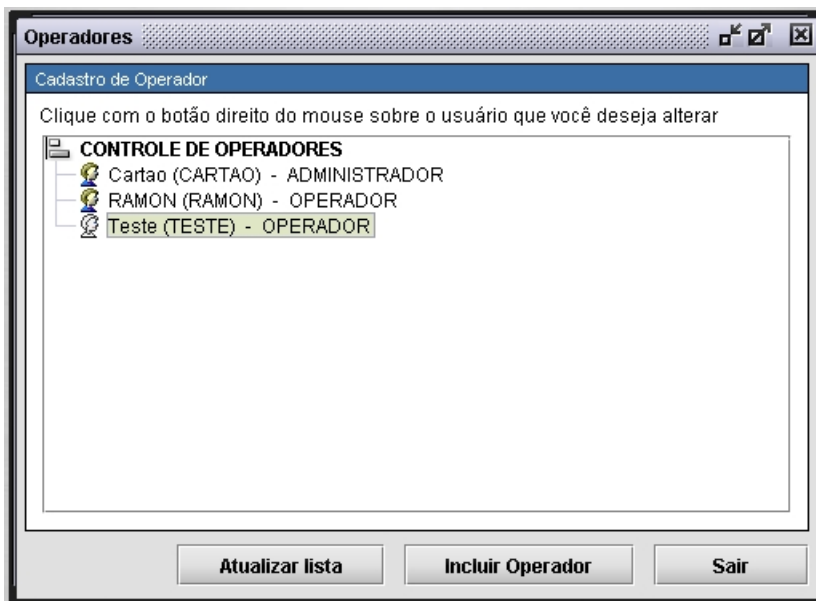 Operadores
Cadastro de Operador
Clique com o botão direito do mouse sobre o usuário que você deseja alterar
CONTROLE DE OPERADORES
Cartao (CARTAO) - ADMINISTRADOR
RAMON (RAMON) - OPERADOR
Teste (TESTE) - OPERADOR
Atualizar lista Incluir Operador Sair